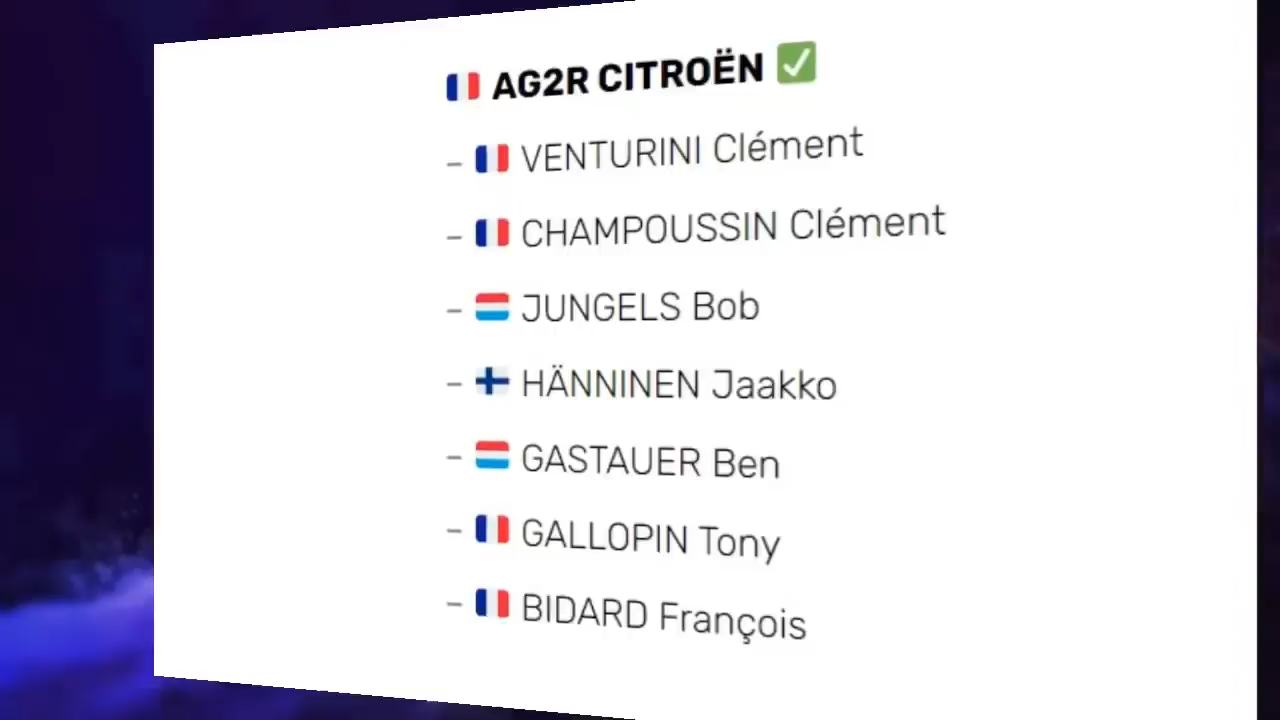 🇫🇷 AG2R CITROËN ✅
– 🇫🇷 VENTURINI Clément
– 🇫🇷 CHAMPOUSSIN Clément
– 🇱🇺 JUNGELS Bob
– 🇫🇮 HÄNNINEN Jaakko
– 🇱🇺 GASTAUER Ben
– 🇫🇷 GALLOPIN Tony
– 🇫🇷 BIDARD François